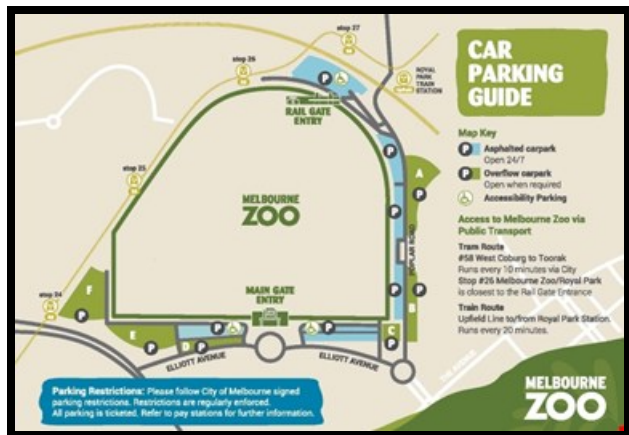 CAR
PARKING
GUIDE
Map Key
P Asphalted carpark
Open 24/7
P Overflow carpark
Open when required
Accessibility Parking
Access to Melbourne Zoo via
Public Transport
Tram Route
#58 West Coburg to Toorak
Runs every 10 minutes via City
Stop #26 Melbourne Zoo/Royal Park
is closest to the Rail Gate Entrance
Train Route
Upfield Line to/from Royal Park Station.
Runs every 20 minutes.
stop 27
stop 26
ROYAL
PARK
TRAIN
STATION
P
RAIL GATE
ENTRY
P
A
P
stop 25
MELBOURNE
ZOO
P
P
POPLAR ROAD
MAIN GATE
ENTRY
P
P
B
F
stop 24
P
P
P
C
E
D
P
P
P
ELLIOTT AVENUE
ELLIOTT AVENUE
THE AVENUE
Parking Restrictions: Please follow City of Melbourne signed
parking restrictions. Restrictions are regularly enforced.
All parking is ticketed. Refer to pay stations for further information.
MELBOURNE
ZOO